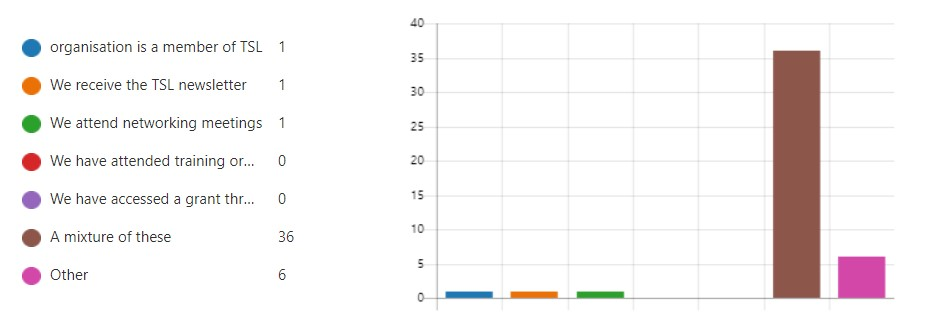 organisation is a member of TSL 1
We receive the TSL newsletter 1
We attend networking meetings 1
We have attended training or... 0
We have accessed a grant thr... 0
A mixture of these 36
Other 6
40
35
30
25
20
15
10
5
0